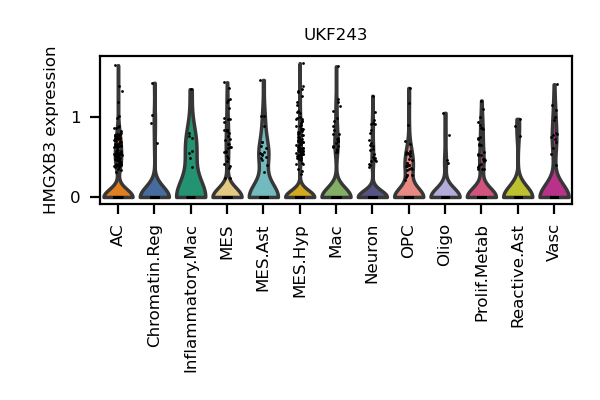 UKF243
HMGXB3 expression
1
0
AC
Chromatin.Reg
Inflammatory.Mac
MES
MES.Ast
MES.Hyp
Mac
Neuron
OPC
Oligo
Prolif.Metab
Reactive.Ast
Vasc